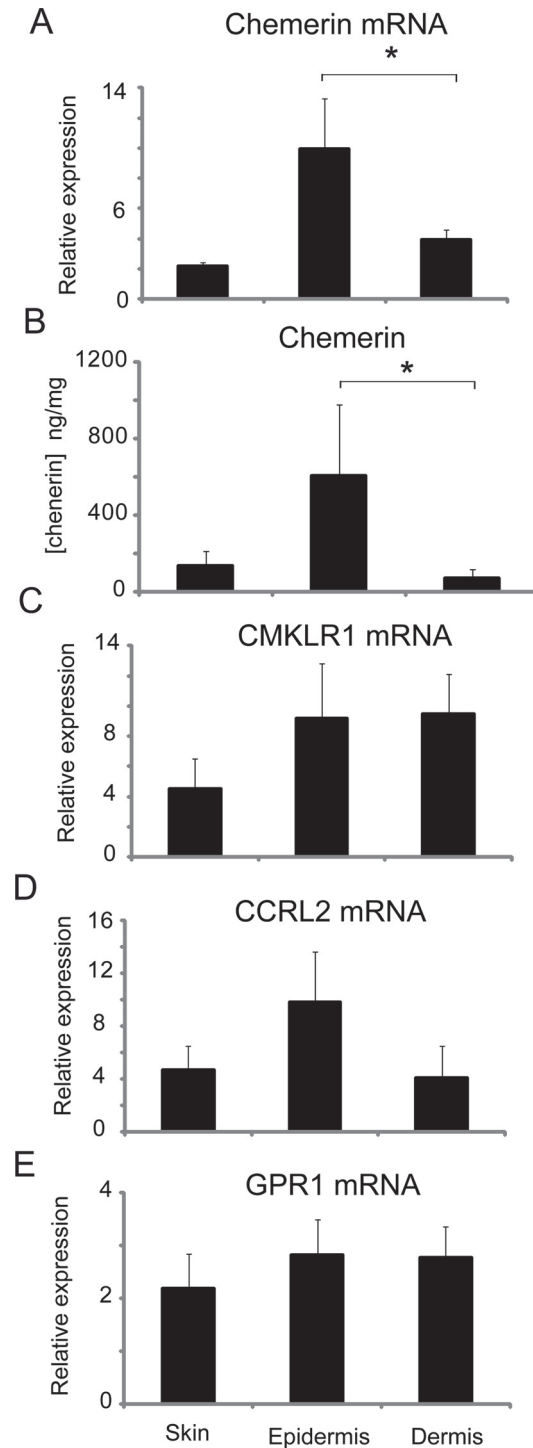 A
Chemerin mRNA
*
Relative expression
14
6
0
B
Chemerin
*
[chenerin] ng/mg
1200
800
400
0
C
CMKLR1 mRNA
Relative expression
14
8
4
0
D
CCRL2 mRNA
Relative expression
16
12
8
4
0
E
GPR1 mRNA
Relative expression
4
2
0
Skin Epidermis Dermis